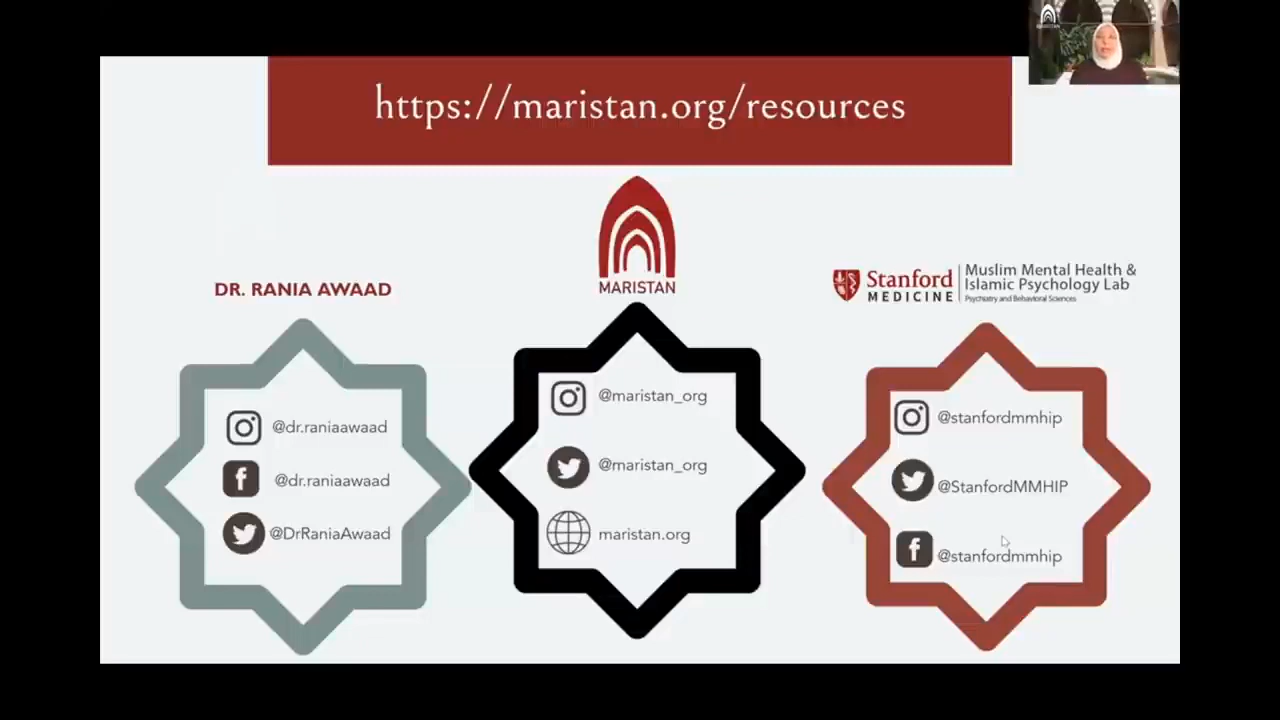 https://maristan.org/resources
MARISTAN
DR. RANIA AWAAD
@dr.raniaawaad
@dr.raniaawaad
@DrRaniaAwaad
MARISTAN
@maristan_org
@maristan_org
maristan.org
Stanford
MEDICINE
Muslim Mental Health &
Islamic Psychology Lab
Psychiatry and Behavioral Sciences
@stanfordmmhip
@StanfordMMHIP
@stanfordmmhip